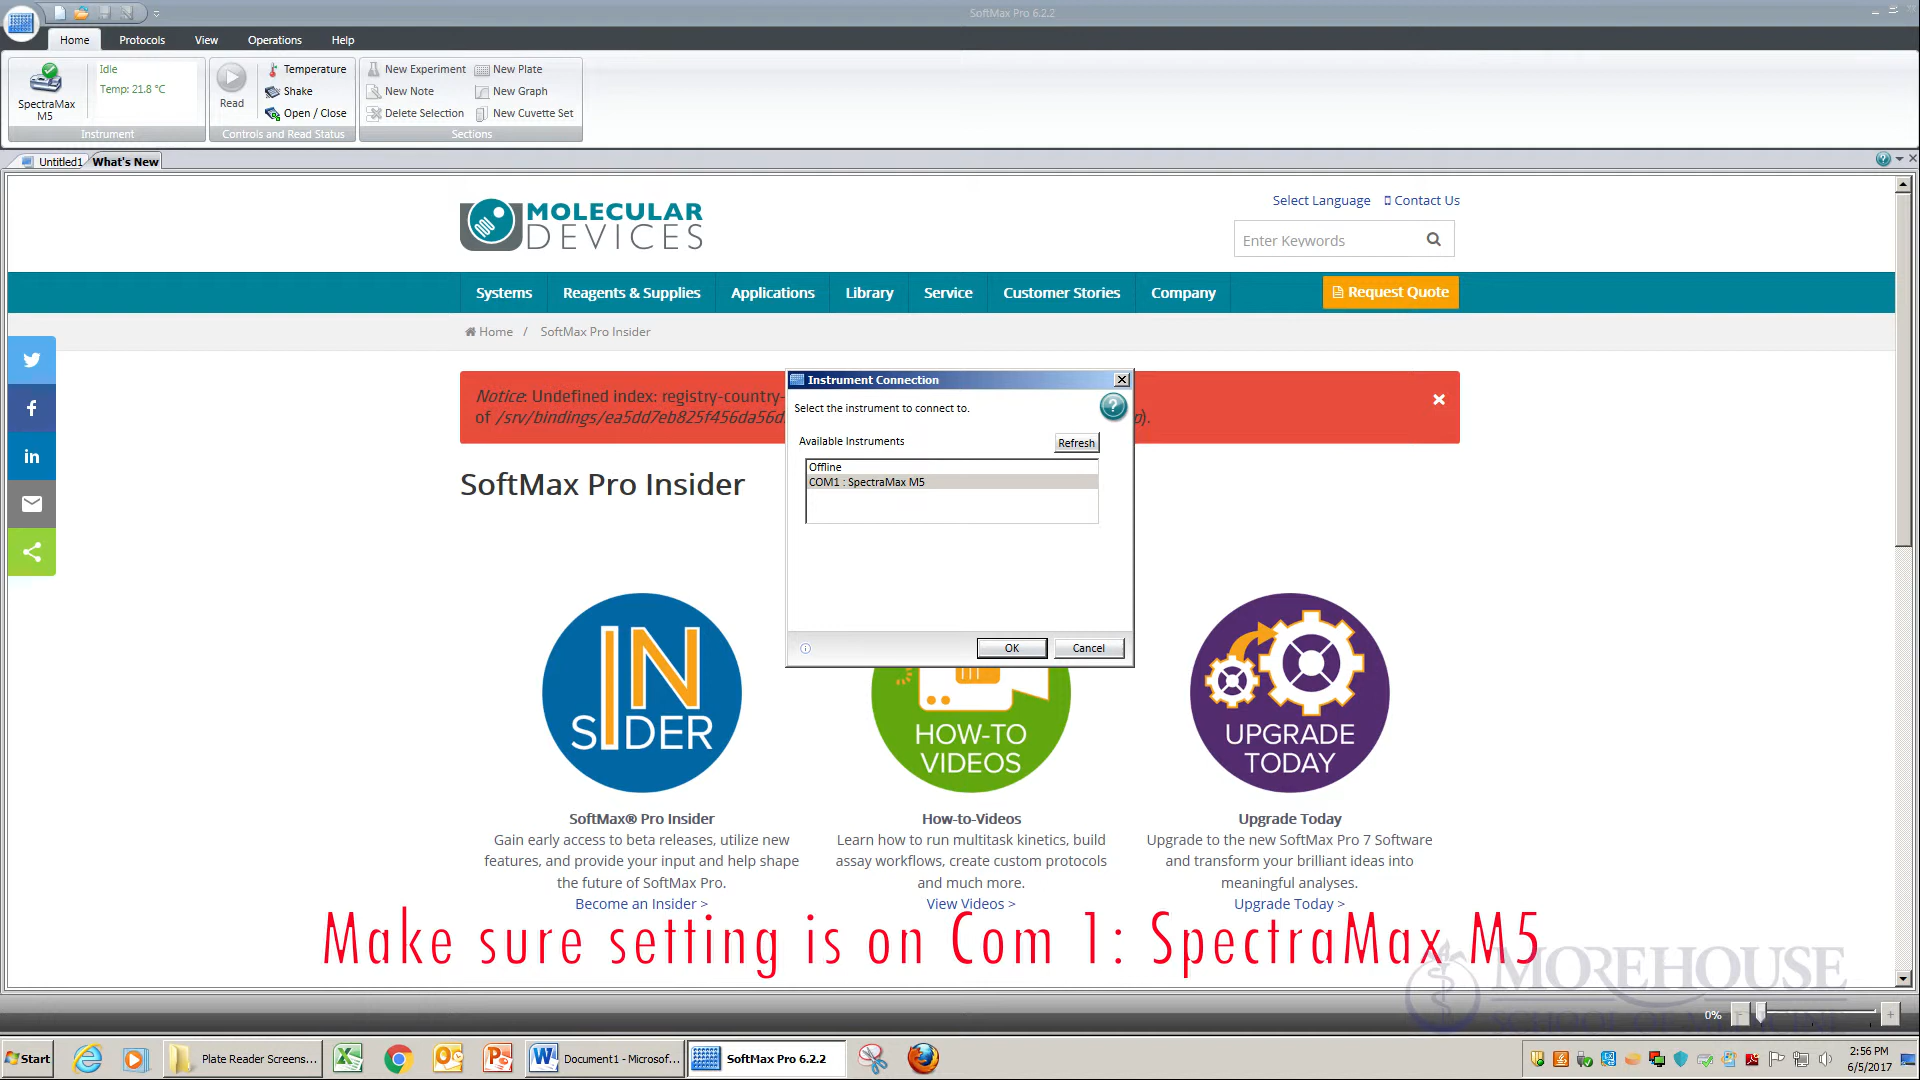 SoftMax Pro 6.2.2
Home Protocols View Operations Help
Idle
Temp: 21.8 °C
SpectraMax
M5
Instrument
Read
Temperature
Shake
Open / Close
Controls and Read Status
New Experiment New Plate
New Note New Graph
Delete Selection New Cuvette Set
Sections
Untitled1 What's New
MOLECULAR
DEVICES
Select Language Contact Us
Enter Keywords
Systems Reagents & Supplies Applications Library Service Customer Stories Company Request Quote
Home / SoftMax Pro Insider
Notice: Undefined index: registry-country-
of /srv/bindings/ea5dd7eb825f456da56d
p).
Instrument Connection
Select the instrument to connect to.
Available Instruments Refresh
Offline
COM1 : SpectraMax M5
OK Cancel
SoftMax Pro Insider
IN
SIDER
HOW-TO
VIDEOS
UPGRADE
TODAY
SoftMax® Pro Insider
Gain early access to beta releases, utilize new
features, and provide your input and help shape
the future of SoftMax Pro.
Become an Insider >
How-to-Videos
Learn how to run multitask kinetics, build
assay workflows, create custom protocols
and much more.
View Videos >
Upgrade Today
Upgrade to the new SoftMax Pro 7 Software
and transform your brilliant ideas into
meaningful analyses.
Upgrade Today >
Make sure setting is on Com 1: SpectraMax M5
MOREHOUSE
SCHOOL OF MEDICINE
0%
Start Plate Reader Screens... Document1 - Microsof... SoftMax Pro 6.2.2
2:56 PM
6/5/2017